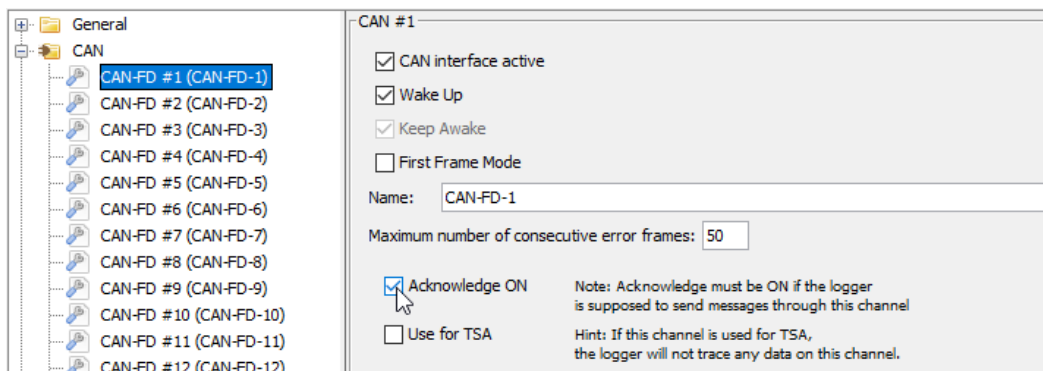 General
CAN
CAN-FD #1 (CAN-FD-1)
CAN-FD #2 (CAN-FD-2)
CAN-FD #3 (CAN-FD-3)
CAN-FD #4 (CAN-FD-4)
CAN-FD #5 (CAN-FD-5)
CAN-FD #6 (CAN-FD-6)
CAN-FD #7 (CAN-FD-7)
CAN-FD #8 (CAN-FD-8)
CAN-FD #9 (CAN-FD-9)
CAN-FD #10 (CAN-FD-10)
CAN-FD #11 (CAN-FD-11)
CAN-FD #12 (CAN-FD-12)
CAN #1
CAN interface active
Wake Up
Keep Awake
First Frame Mode
Name: CAN-FD-1
Maximum number of consecutive error frames: 50
Acknowledge ON
Note: Acknowledge must be ON if the logger
is supposed to send messages through this channel
Use for TSA
Hint: If this channel is used for TSA,
the logger will not trace any data on this channel.